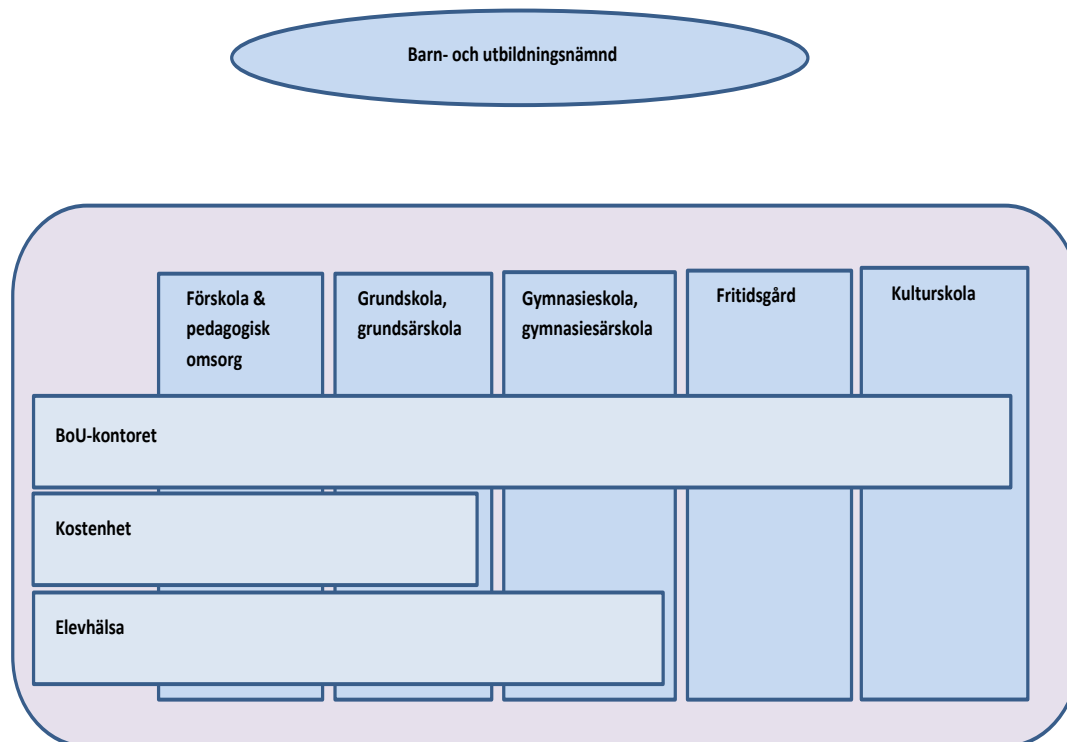 Barn- och utbildningsnämnd
Förskola &
pedagogisk
omsorg
Grundskola,
grundsärskola
Gymnasieskola,
gymnasiesärskola
Fritidsgård
Kulturskola
BoU-kontoret
Kostenhet
Elevhälsa